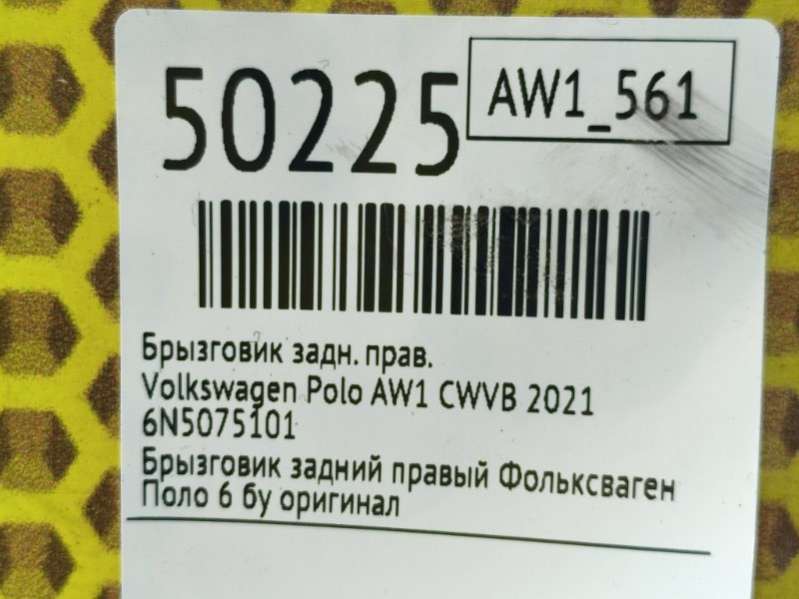 50225
AW1_561
Брызговик задн. прав.
Volkswagen Polo AW1 CWVB 2021
6N5075101
Брызговик задний правый Фольксваген
Поло 6 бу оригинал